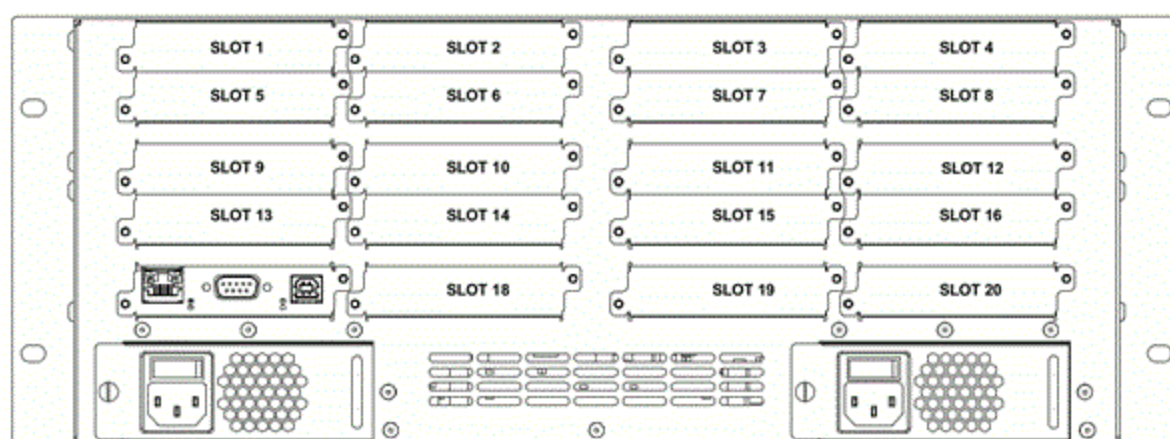 SLOT 1 SLOT 2 SLOT 3 SLOT 4
SLOT 5 SLOT 6 SLOT 7 SLOT 8
SLOT 9 SLOT 10 SLOT 11 SLOT 12
SLOT 13 SLOT 14 SLOT 15 SLOT 16
SLOT 18 SLOT 19 SLOT 20